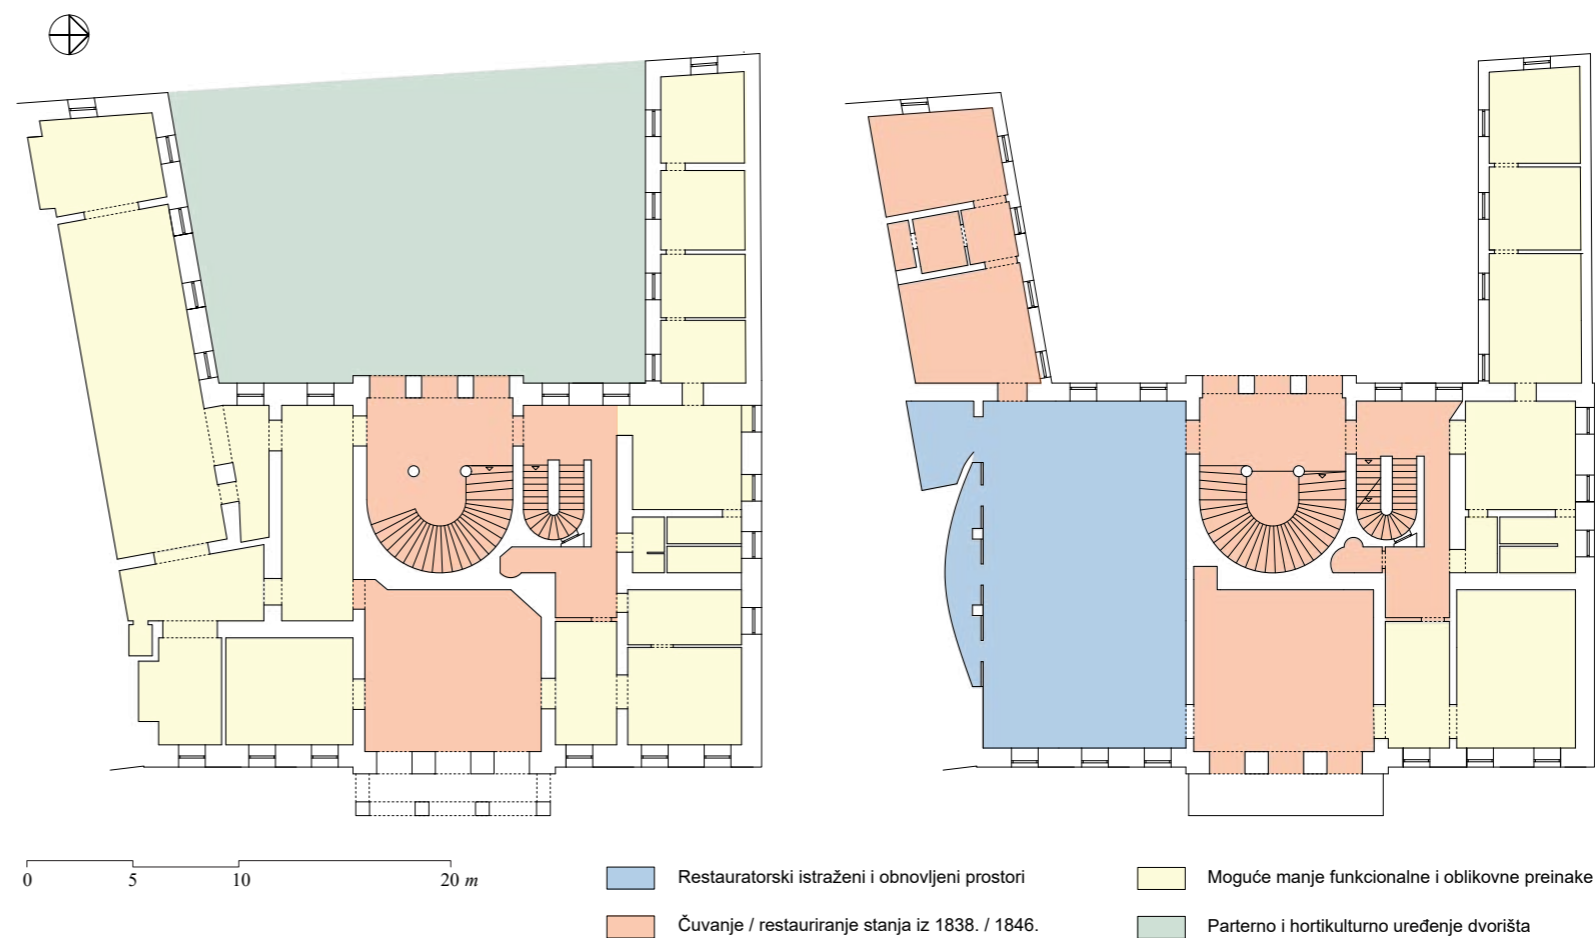 0 5 10 20 m
Restauratorski istraženi i obnovljeni prostori
Čuvanje / restauriranje stanja iz 1838. / 1846.
Moguće manje funkcionalne i oblikovne preinake
Parterno i hortikulturno uređenje dvorišta